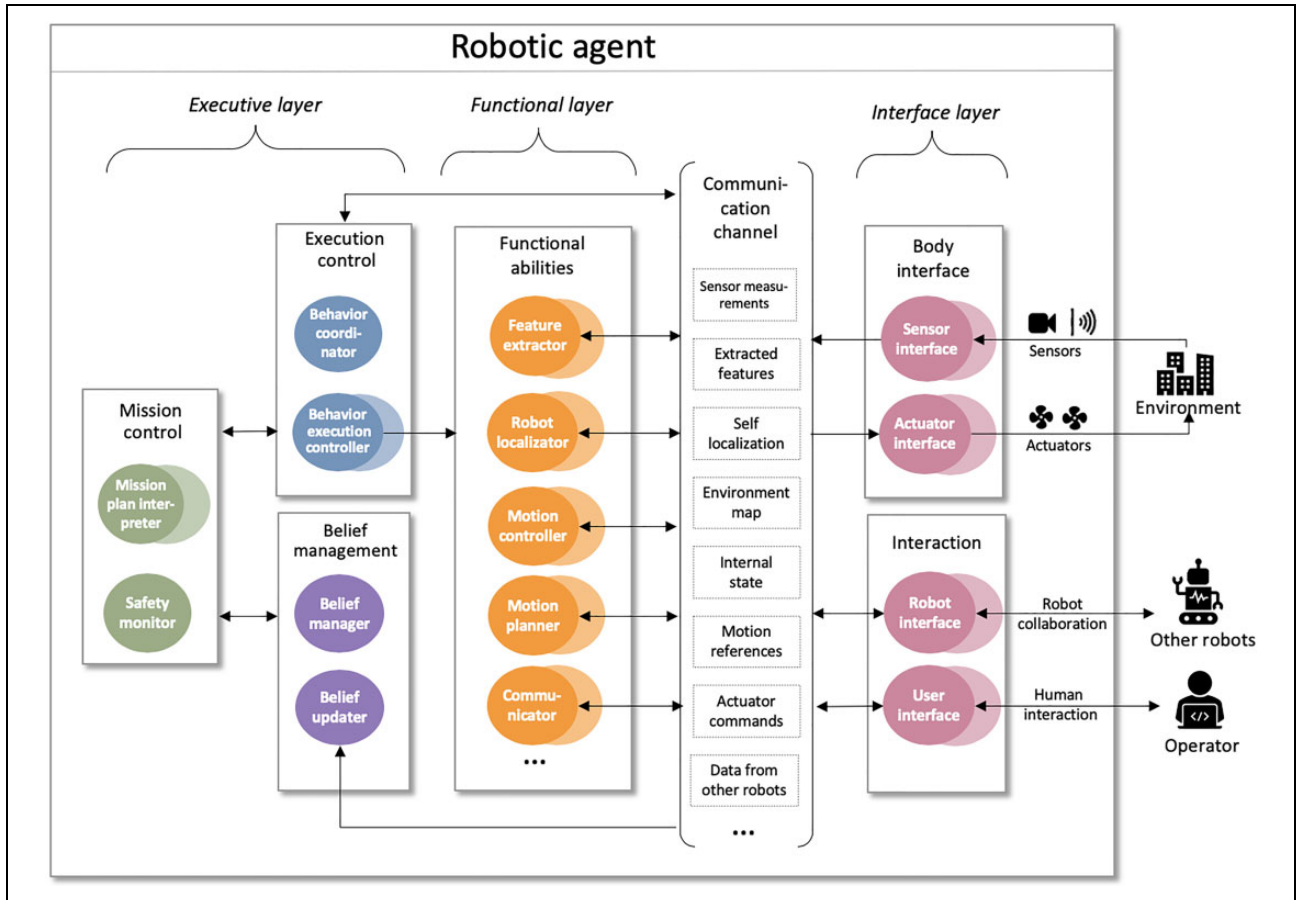 Robotic agent
Executive layer
Functional layer
Interface layer
Mission
control
Mission
plan inter-
preter
Safety
monitor
Execution
control
Behavior
coordi-
nator
Behavior
execution
controller
Belief
management
Belief
manager
Belief
updater
Functional
abilities
Feature
extractor
Robot
localizator
Motion
controller
Motion
planner
Commu-
nicator
...
Communi-
cation
channel
Sensor measu-
rements
Extracted
features
Self
localization
Environment
map
Internal
state
Motion
references
Actuator
commands
Data from
other robots
...
Body
interface
Sensor
interface
Actuator
interface
Interaction
Robot
interface
User
interface
Sensors
Actuators
Environment
Robot
collaboration
Other robots
Human
interaction
</>
Operator